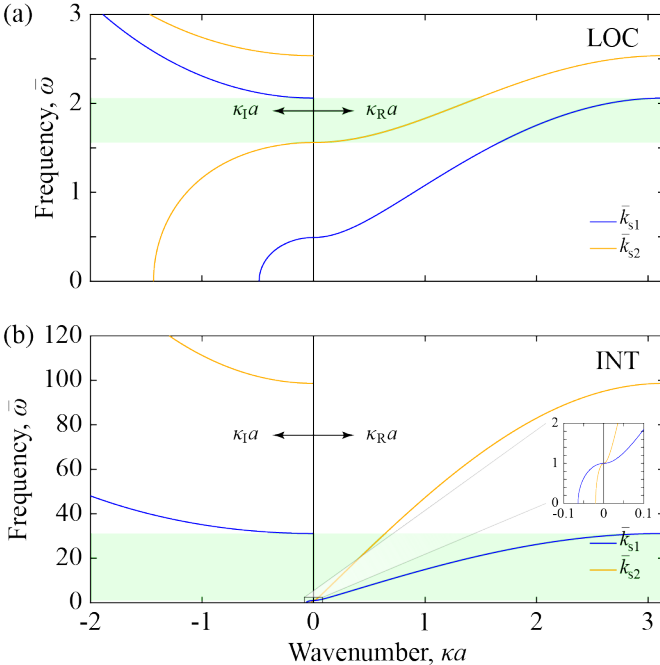 (a)
LOC
Frequency, ω̄
3
2
1
0
κIa
κRa
k̄s1
k̄s2
(b)
INT
Frequency, ω̄
120
100
80
60
40
20
0
κIa
κRa
2
1
0
-0.1
0
0.1
k̄s1
k̄s2
-2
-1
0
1
2
3
Wavenumber, κa